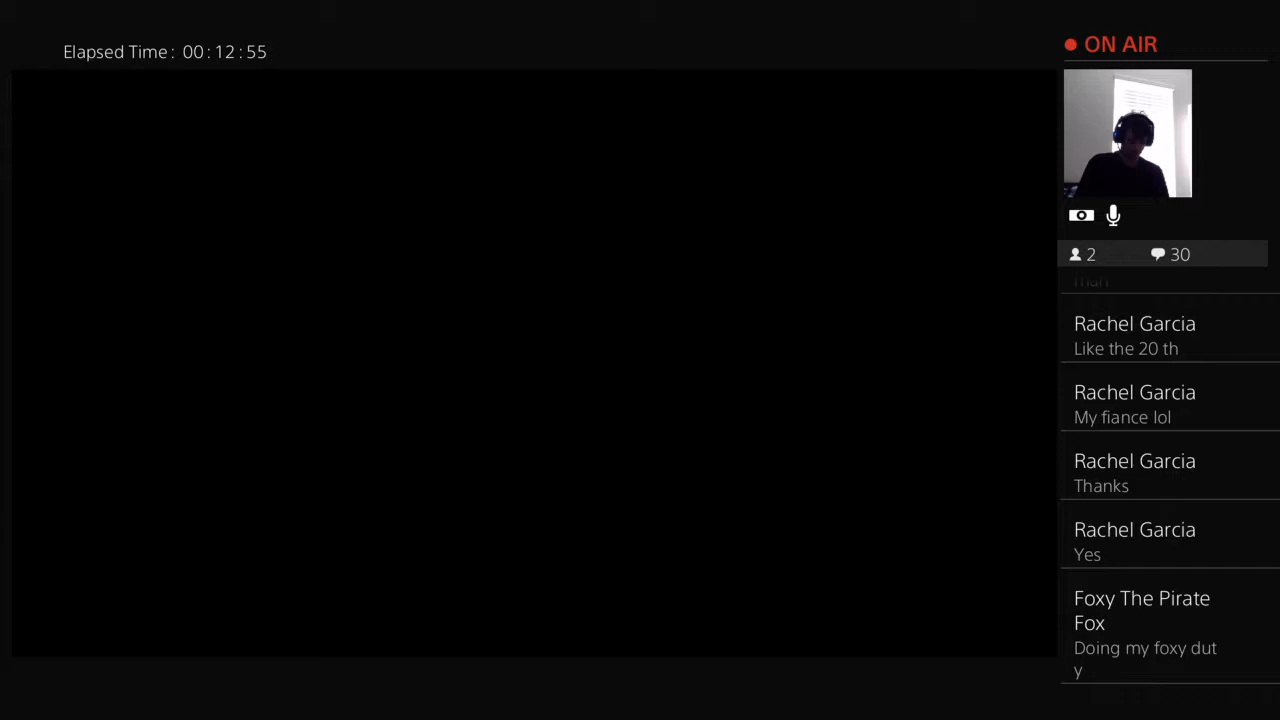 Elapsed Time: 00:12:55
ON AIR
2 30
man
Rachel Garcia
Like the 20 th
Rachel Garcia
My fiance lol
Rachel Garcia
Thanks
Rachel Garcia
Yes
Foxy The Pirate
Fox
Doing my foxy dut
y